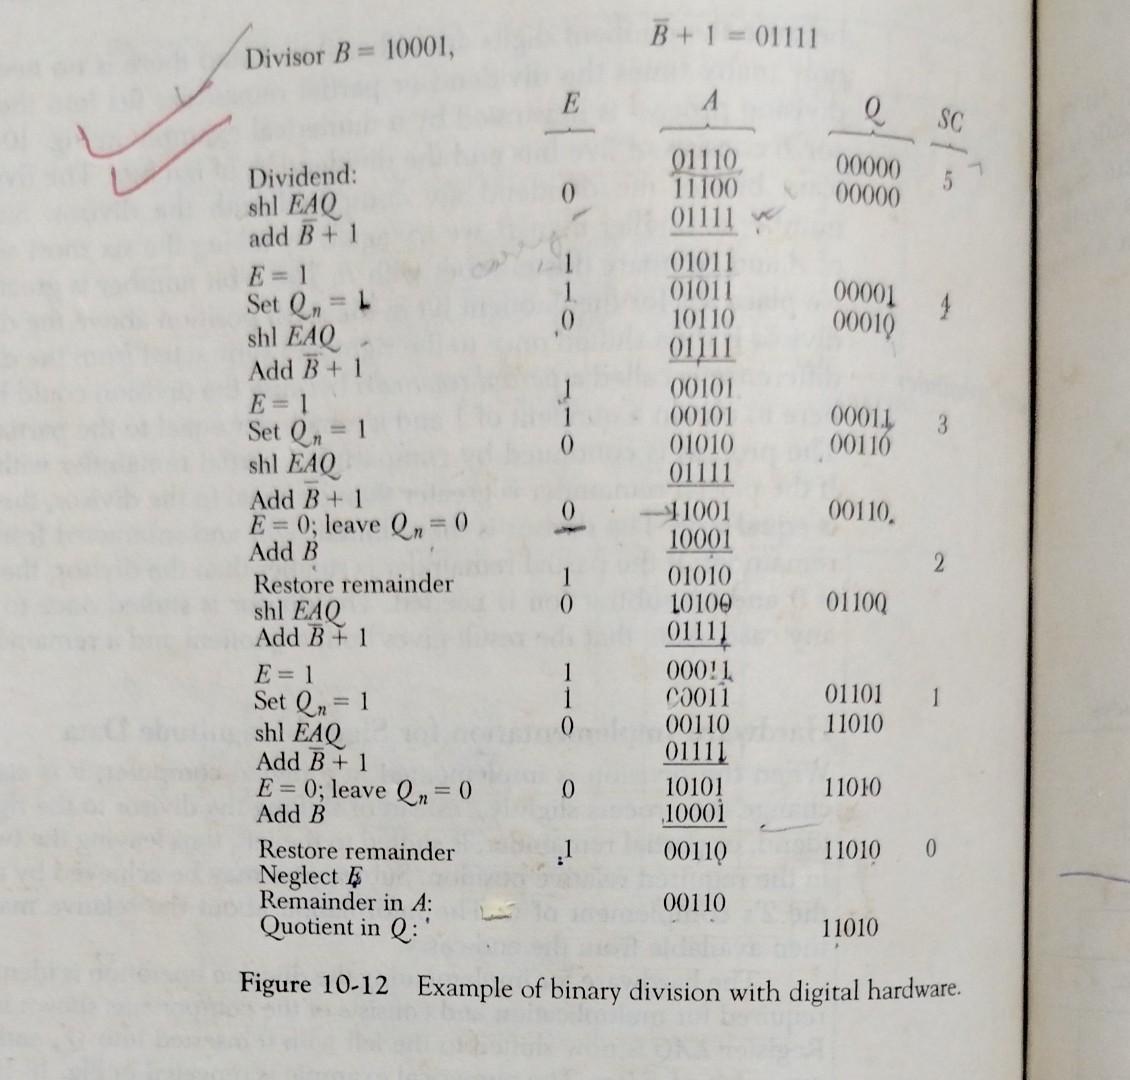 Divisor B = 10001, B̅ + 1 = 01111
E A Q SC
Dividend: 01110 00000 5
shl EAQ 0 11100 00000
add B̅ + 1 01111
E = 1 1 01011
Set Qn = 1 1 01011 00001 4
shl EAQ 0 10110 00010
Add B̅ + 1 01111
E = 1 1 00101
Set Qn = 1 1 00101 00011 3
shl EAQ 0 01010 00110
Add B̅ + 1 01111
E = 0; leave Qn = 0 0 11001 00110
Add B 10001
2
Restore remainder 1 01010
shl EAQ 0 10100 01100
Add B̅ + 1 01111
E = 1 1 00011
Set Qn = 1 1 00011 01101 1
shl EAQ 0 00110 11010
Add B̅ + 1 01111
E = 0; leave Qn = 0 0 10101 11010
Add B 10001
Restore remainder 1 00110 11010 0
Neglect E
Remainder in A: 00110
Quotient in Q: 11010
Figure 10-12 Example of binary division with digital hardware.